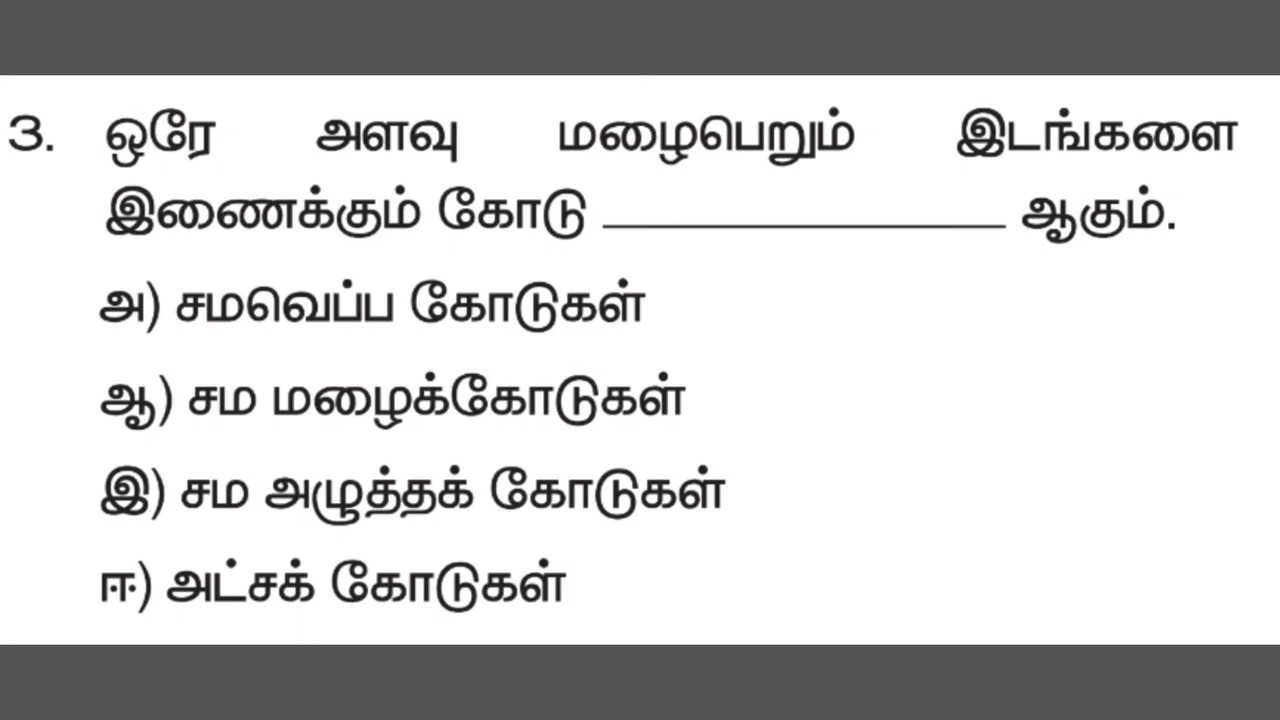 3. ஒரே அளவு மழைபெறும் இடங்களை
இணைக்கும் கோடு ____________ ஆகும்.
அ) சமவெப்ப கோடுகள்
ஆ) சம மழைக்கோடுகள்
இ) சம அழுத்தக் கோடுகள்
ஈ) அட்சக் கோடுகள்